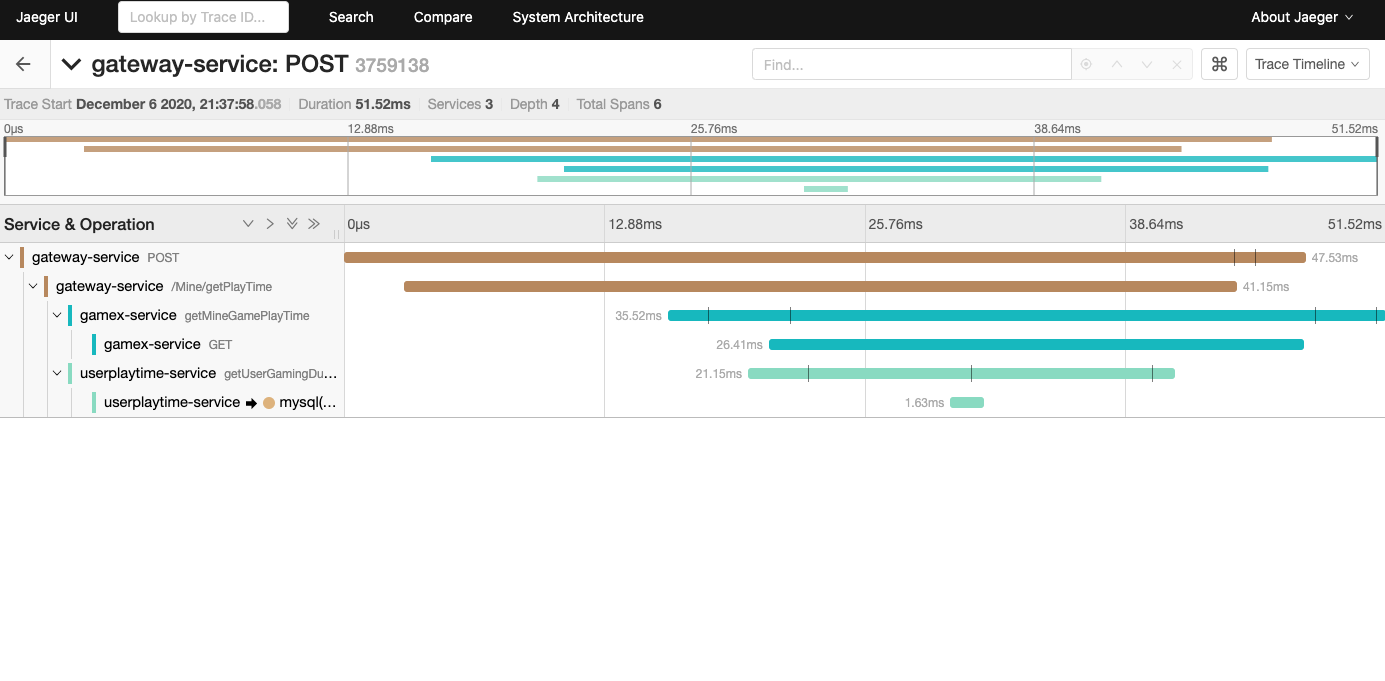 Jaeger UI Lookup by Trace ID... Search Compare System Architecture About Jaeger
gateway-service: POST 3759138 Find... ⌘ Trace Timeline
Trace Start December 6 2020, 21:37:58.058 Duration 51.52ms Services 3 Depth 4 Total Spans 6
0μs 12.88ms 25.76ms 38.64ms 51.52ms
Service & Operation 0μs 12.88ms 25.76ms 38.64ms 51.52ms
gateway-service POST 47.53ms
gateway-service /Mine/getPlayTime 41.15ms
gamex-service getMineGamePlayTime 35.52ms
gamex-service GET 26.41ms
userplaytime-service getUserGamingDu... 21.15ms
userplaytime-service mysql(... 1.63ms